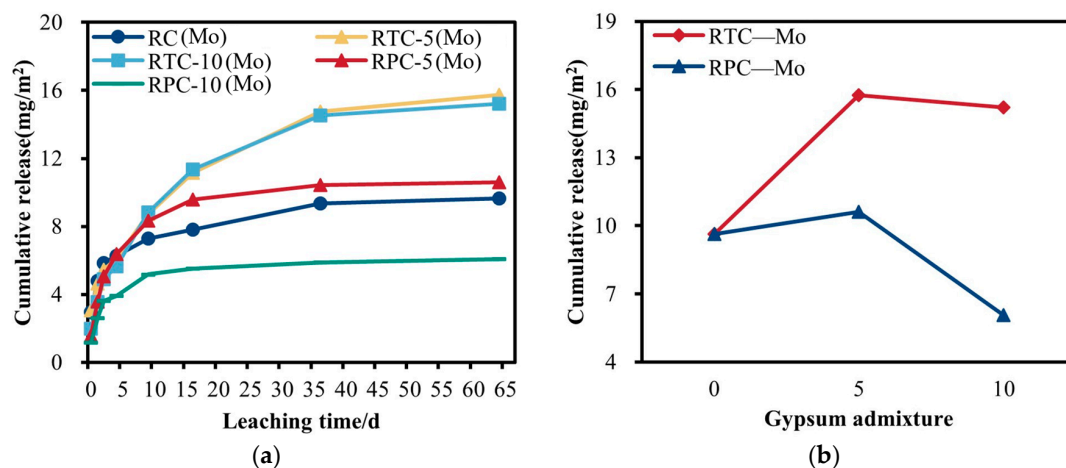 20
16
12
8
4
0
Cumulative release(mg/m²)
RC(Mo)
RTC-5(Mo)
RTC-10(Mo)
RPC-5(Mo)
RPC-10(Mo)
0 5 10 15 20 25 30 35 40 45 50 55 60 65
Leaching time/d
(a)
19
16
13
10
7
4
Cumulative release(mg/m²)
RTC—Mo
RPC—Mo
0 5 10
Gypsum admixture
(b)